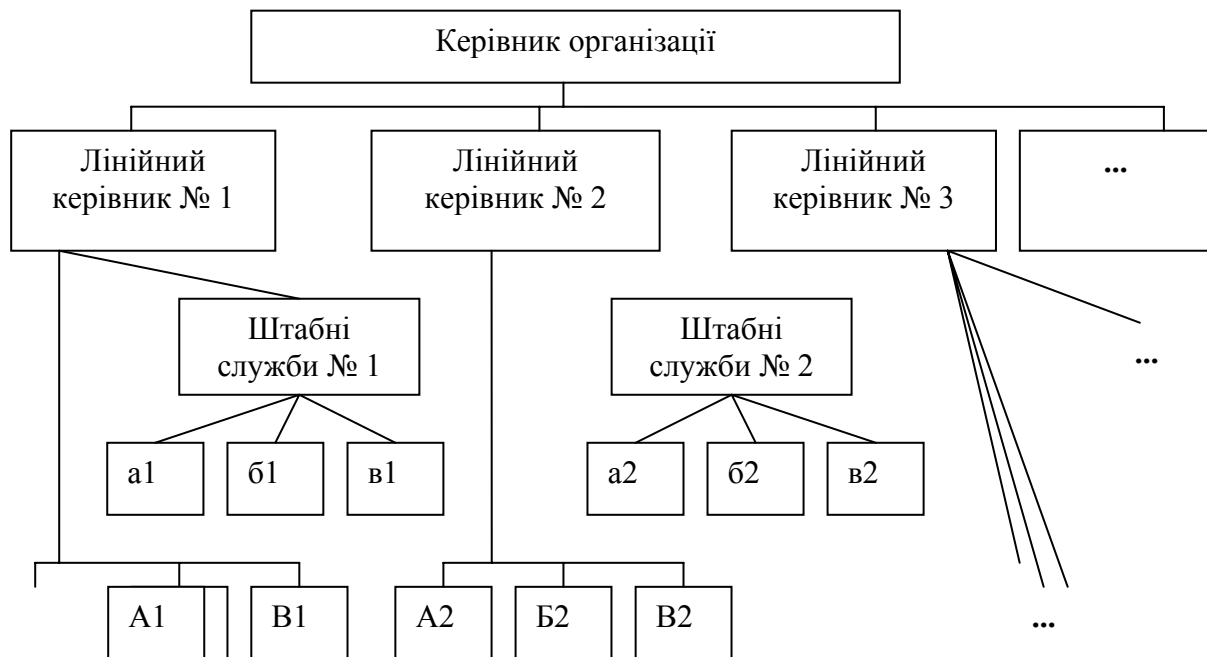 Керівник організації
Лінійний
керівник № 1
Лінійний
керівник № 2
Лінійний
керівник № 3
...
Штабні
служби № 1
Штабні
служби № 2
...
а1
б1
в1
а2
б2
в2
А1
В1
А2
Б2
В2
...